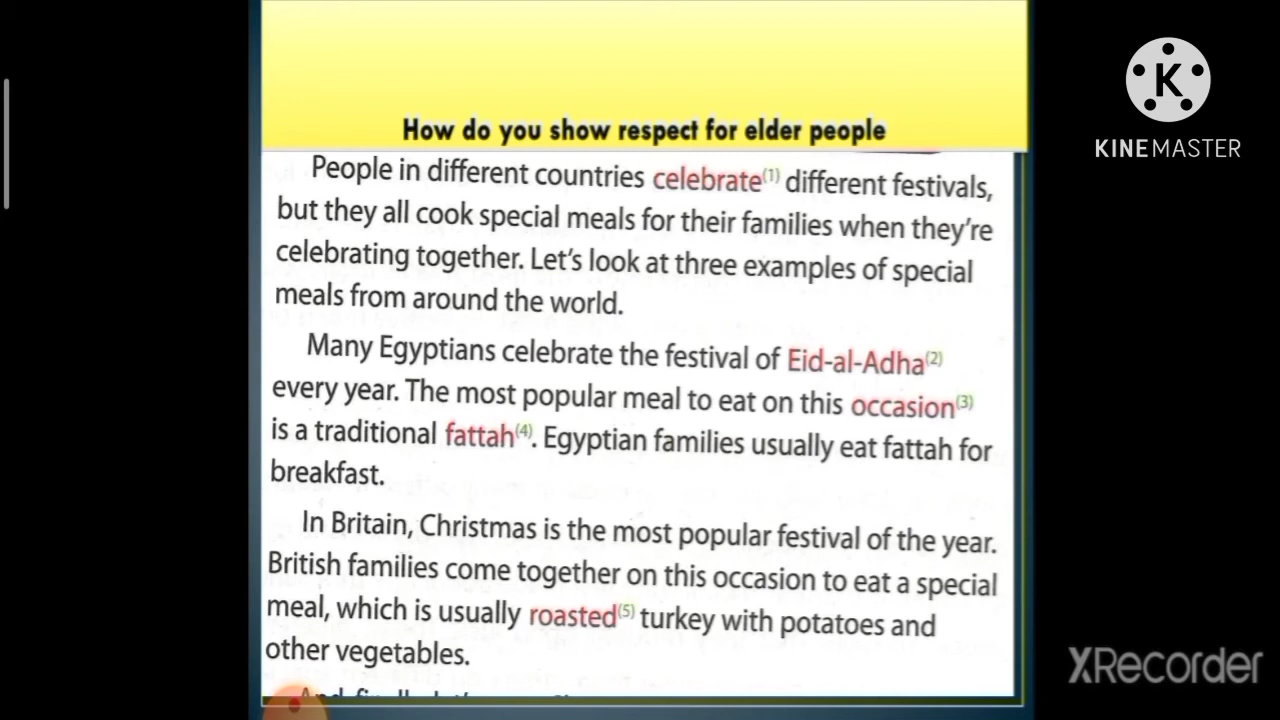 How do you show respect for elder people
People in different countries celebrate(1) different festivals,
but they all cook special meals for their families when they're
celebrating together. Let's look at three examples of special
meals from around the world.
Many Egyptians celebrate the festival of Eid-al-Adha(2)
every year. The most popular meal to eat on this occasion(3)
is a traditional fattah(4). Egyptian families usually eat fattah for
breakfast.
In Britain, Christmas is the most popular festival of the year.
British families come together on this occasion to eat a special
meal, which is usually roasted(5) turkey with potatoes and
other vegetables.
K
KINEMASTER
XRecorder